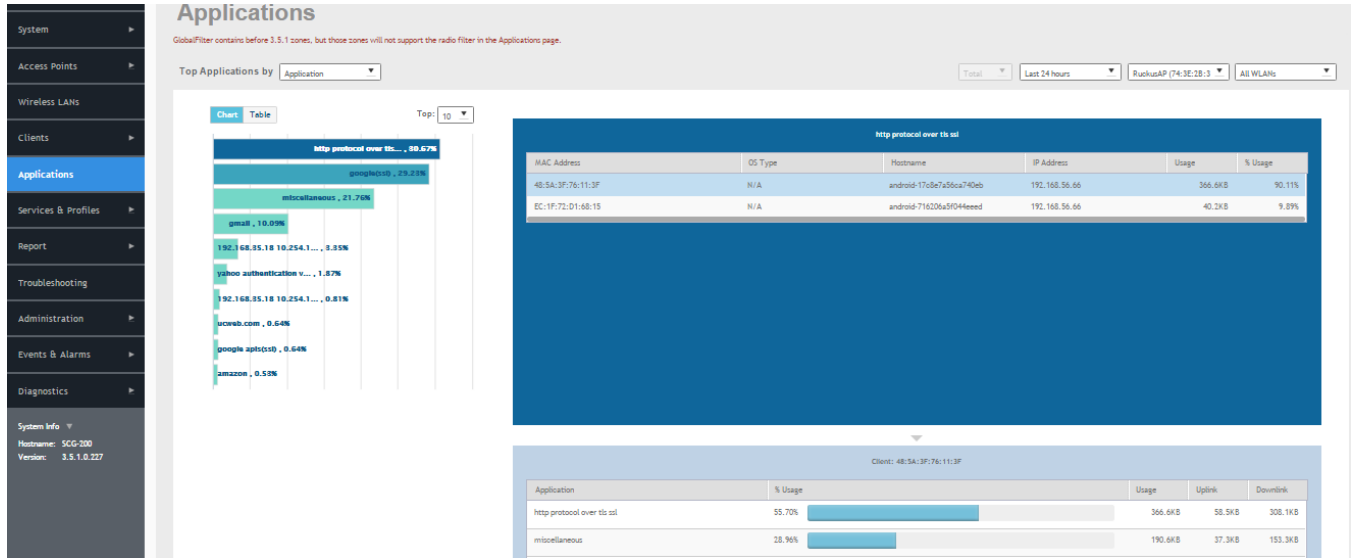 Applications
GlobalFilter contains before 3.5.1 zones, but those zones will not support the radio filter in the Applications page.
System
Access Points
Wireless LANs
Clients
Applications
Services & Profiles
Report
Troubleshooting
Administration
Events & Alarms
Diagnostics
System Info
Hostname: SCG-200
Version: 3.5.1.0.227
Top Applications by Application
Total Last 24 hours RuckusAP (74:3E:2B:3 All WLANs
Chart Table Top: 10
http protocol over tls... , 30.67%
google(ssl) , 29.23%
miscellaneous , 21.76%
gmail , 10.09%
192.168.35.18 10.254.1... , 3.35%
yahoo authentication v... , 1.87%
192.168.35.18 10.254.1... , 0.81%
ucweb.com , 0.64%
google apis(ssl) , 0.64%
amazon , 0.53%
http protocol over tls ssl
MAC Address OS Type Hostname IP Address Usage % Usage
48:5A:3F:76:11:3F N/A android-17c8e7a56ca740eb 192.168.56.66 366.6KB 90.11%
EC:1F:72:D1:68:15 N/A android-716206a5f044eeed 192.168.56.66 40.2KB 9.89%
Client: 48:5A:3F:76:11:3F
Application % Usage Usage Uplink Downlink
http protocol over tls ssl 55.70% 366.6KB 58.5KB 308.1KB
miscellaneous 28.96% 190.6KB 37.3KB 153.3KB